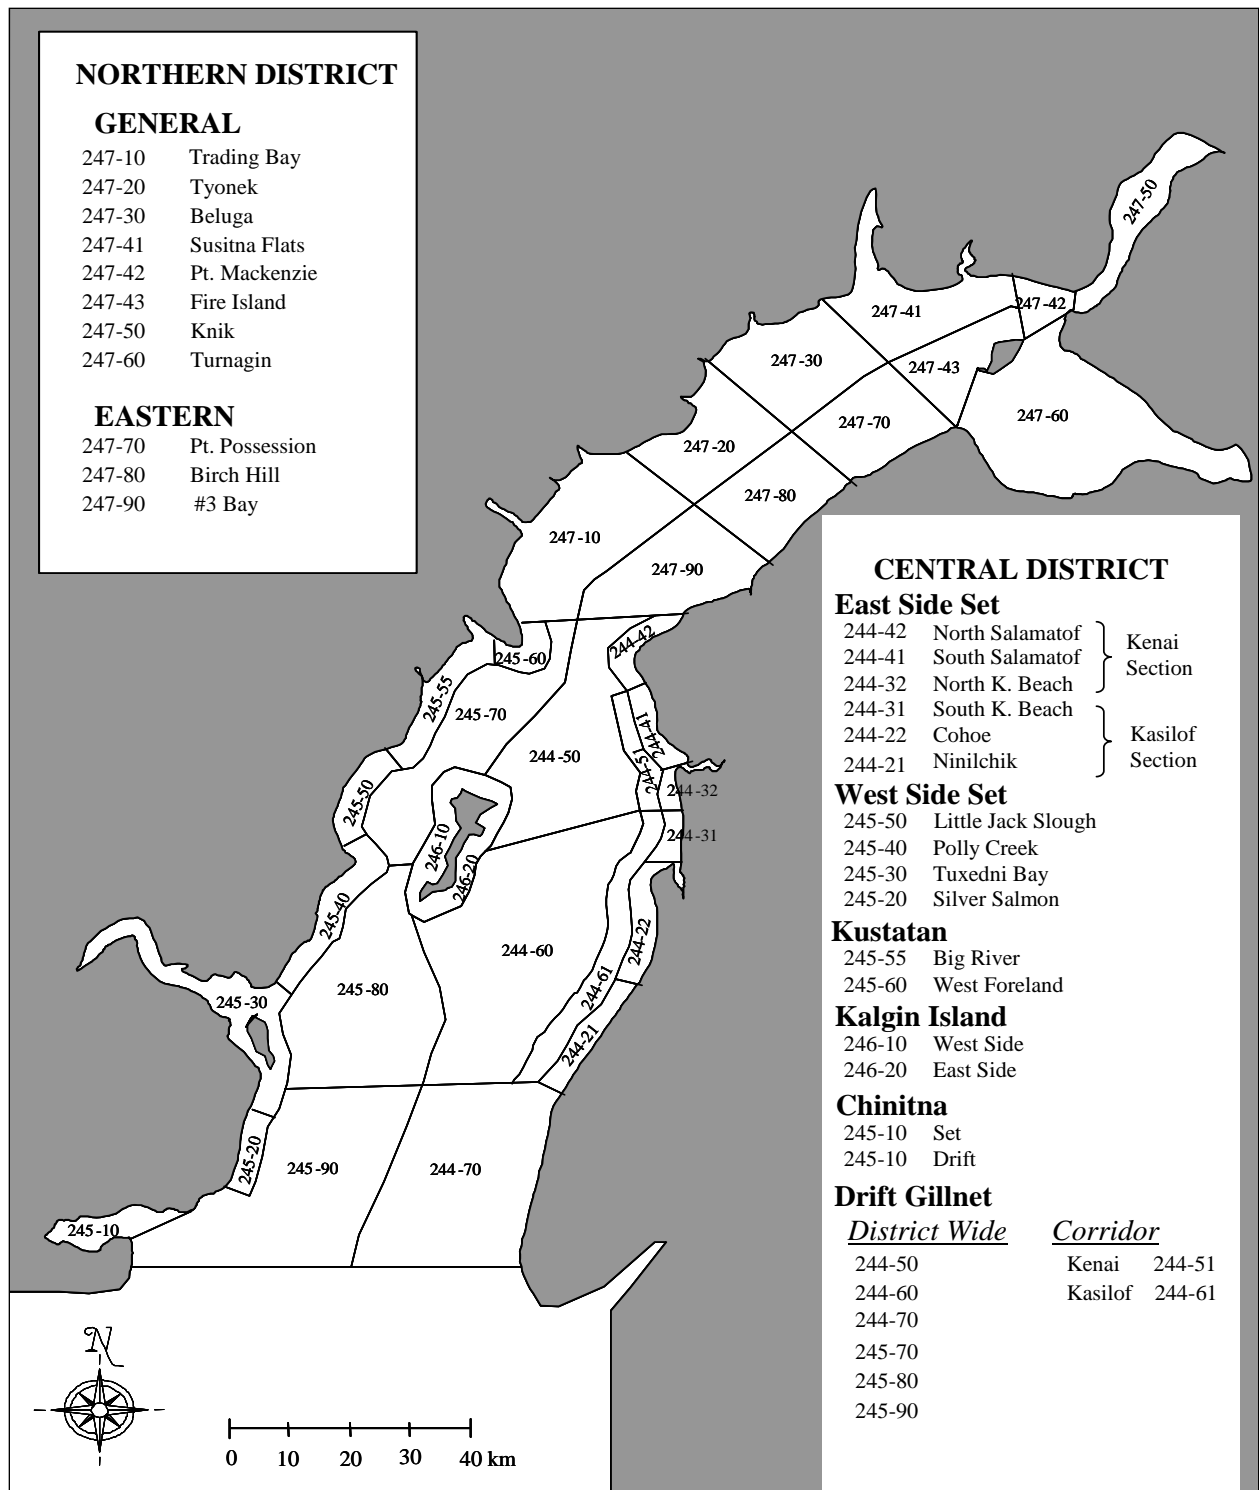 NORTHERN DISTRICT
GENERAL
247-10 Trading Bay
247-20 Tyonek
247-30 Beluga
247-41 Susitna Flats
247-42 Pt. Mackenzie
247-43 Fire Island
247-50 Knik
247-60 Turnagin
EASTERN
247-70 Pt. Possession
247-80 Birch Hill
247-90 #3 Bay
247-50
247-42
247-41
247-30
247-43
247-60
247-70
247-20
247-80
247-10
247-90
244-42
245-60
245-55
245-70
244-41
244-50
244-51
244-32
245-50
244-31
246-10
246-20
245-40
244-22
244-60
244-61
245-80
245-30
244-21
245-20
245-90
244-70
245-10
CENTRAL DISTRICT
East Side Set
244-42 North Salamatof
244-41 South Salamatof
244-32 North K. Beach
Kenai
Section
244-31 South K. Beach
244-22 Cohoe
244-21 Ninilchik
Kasilof
Section
West Side Set
245-50 Little Jack Slough
245-40 Polly Creek
245-30 Tuxedni Bay
245-20 Silver Salmon
Kustatan
245-55 Big River
245-60 West Foreland
Kalgin Island
246-10 West Side
246-20 East Side
Chinitna
245-10 Set
245-10 Drift
Drift Gillnet
District Wide Corridor
244-50 Kenai 244-51
244-60 Kasilof 244-61
244-70
245-70
245-80
245-90
N
0 10 20 30 40 km